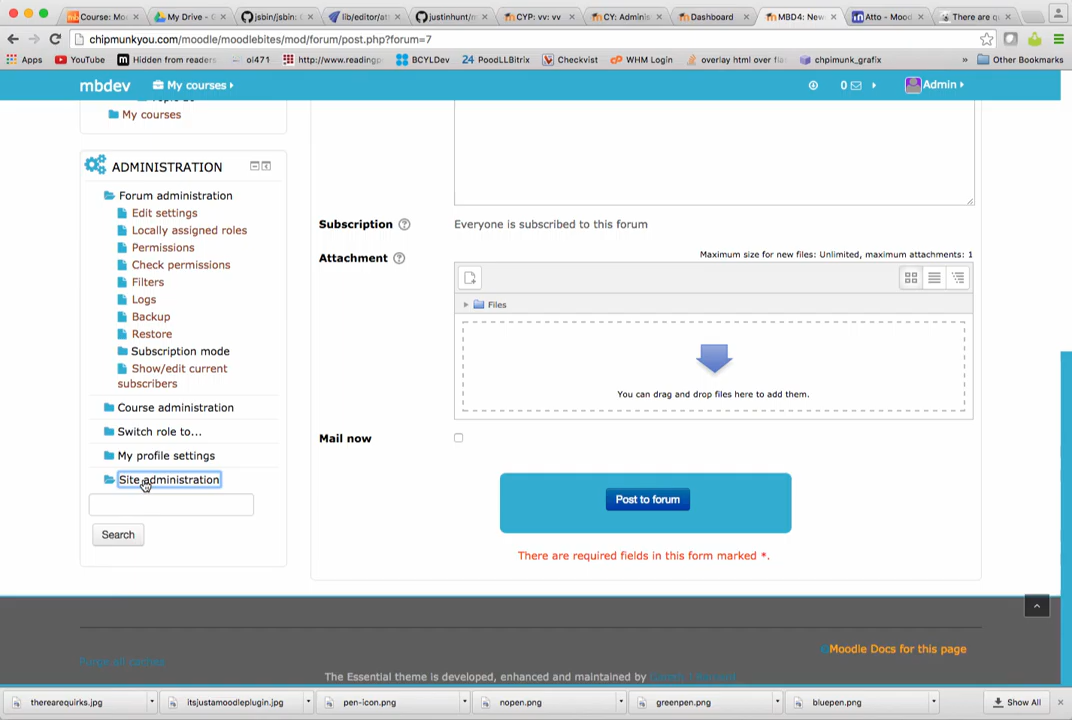 Course: Mo
My Drive - G
jsbin/jsbin:
lib/editor/at
justinhunt/m
CYP: vv: vv
CY: Adminis
Dashboard
MBD4: New
Atto - Mood
There are q
chipmunkyou.com/moodle/moodlebites/mod/forum/post.php?forum=7
Apps
YouTube
Hidden from readers
ol471
http://www.reading
BCYLDev
PoodLLBitrix
Checkvist
WHM Login
overlay html over fla
chpimunk_grafix
Other Bookmarks
mbdev
My courses
0
Admin
My courses
ADMINISTRATION
Forum administration
Edit settings
Locally assigned roles
Permissions
Check permissions
Filters
Logs
Backup
Restore
Subscription mode
Show/edit current
subscribers
Course administration
Switch role to...
My profile settings
Site administration
Search
Subscription
Everyone is subscribed to this forum
Attachment
Maximum size for new files: Unlimited, maximum attachments: 1
Files
You can drag and drop files here to add them.
Mail now
Post to forum
There are required fields in this form marked *.
Moodle Docs for this page
The Essential theme is developed, enhanced and maintained by
therearequirks.jpg
itsjustamoodleplugin.jpg
pen-icon.png
nopen.png
greenpen.png
bluepen.png
Show All